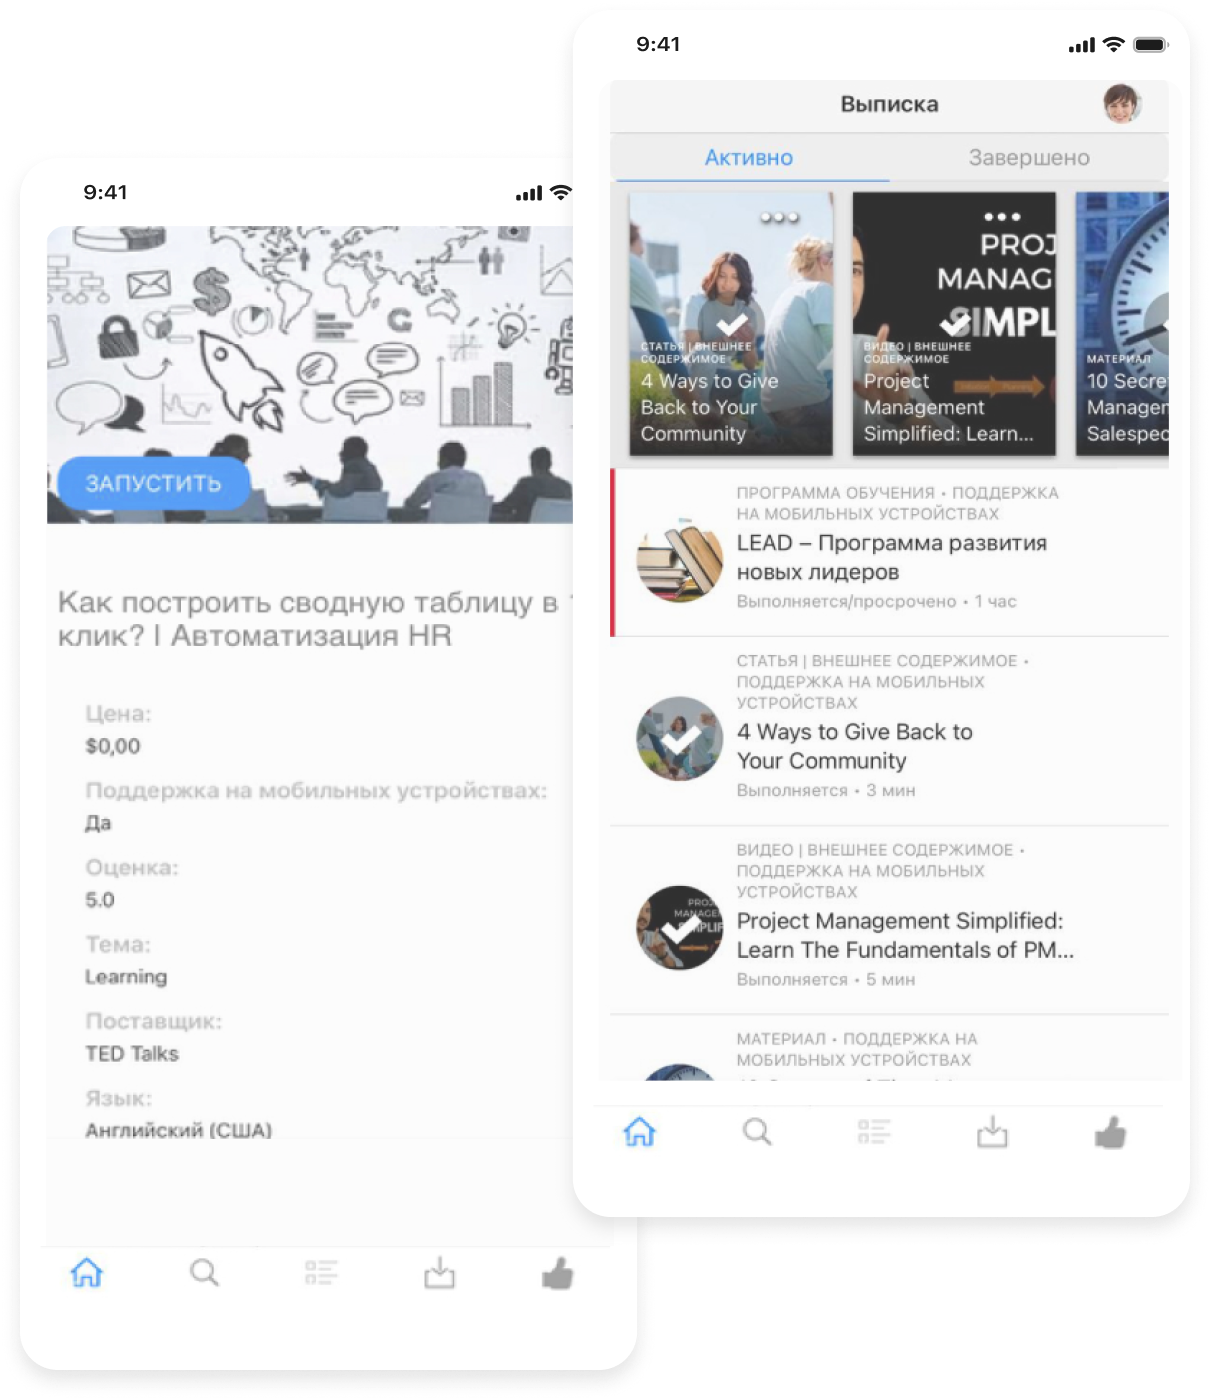 9:41
ЗАПУСТИТЬ
Как построить сводную таблицу в
клик? | Автоматизация HR
Цена:
$0,00
Поддержка на мобильных устройствах:
Да
Оценка:
5.0
Тема:
Learning
Поставщик:
TED Talks
Язык:
Английский (США)
9:41
Выписка
Активно
Завершено
СТАТЬЯ | ВНЕШНЕЕ
СОДЕРЖИМОЕ
4 Ways to Give
Back to Your
Community
PROJ
MANAG
SIMPL
ВИДЕО | ВНЕШНЕЕ
СОДЕРЖИМОЕ
Project
Management
Simplified: Learn...
МАТЕРИАЛ
10 Secre
Managem
Salespec
ПРОГРАММА ОБУЧЕНИЯ • ПОДДЕРЖКА
НА МОБИЛЬНЫХ УСТРОЙСТВАХ
LEAD – Программа развития
новых лидеров
Выполняется/просрочено • 1 час
СТАТЬЯ | ВНЕШНЕЕ СОДЕРЖИМОЕ •
ПОДДЕРЖКА НА МОБИЛЬНЫХ
УСТРОЙСТВАХ
4 Ways to Give Back to
Your Community
Выполняется • 3 мин
ВИДЕО | ВНЕШНЕЕ СОДЕРЖИМОЕ •
ПОДДЕРЖКА НА МОБИЛЬНЫХ
УСТРОЙСТВАХ
PROJ
MANAGE
SIMPLIF
Project Management Simplified:
Learn The Fundamentals of PM...
Выполняется • 5 мин
МАТЕРИАЛ • ПОДДЕРЖКА НА
МОБИЛЬНЫХ УСТРОЙСТВАХ